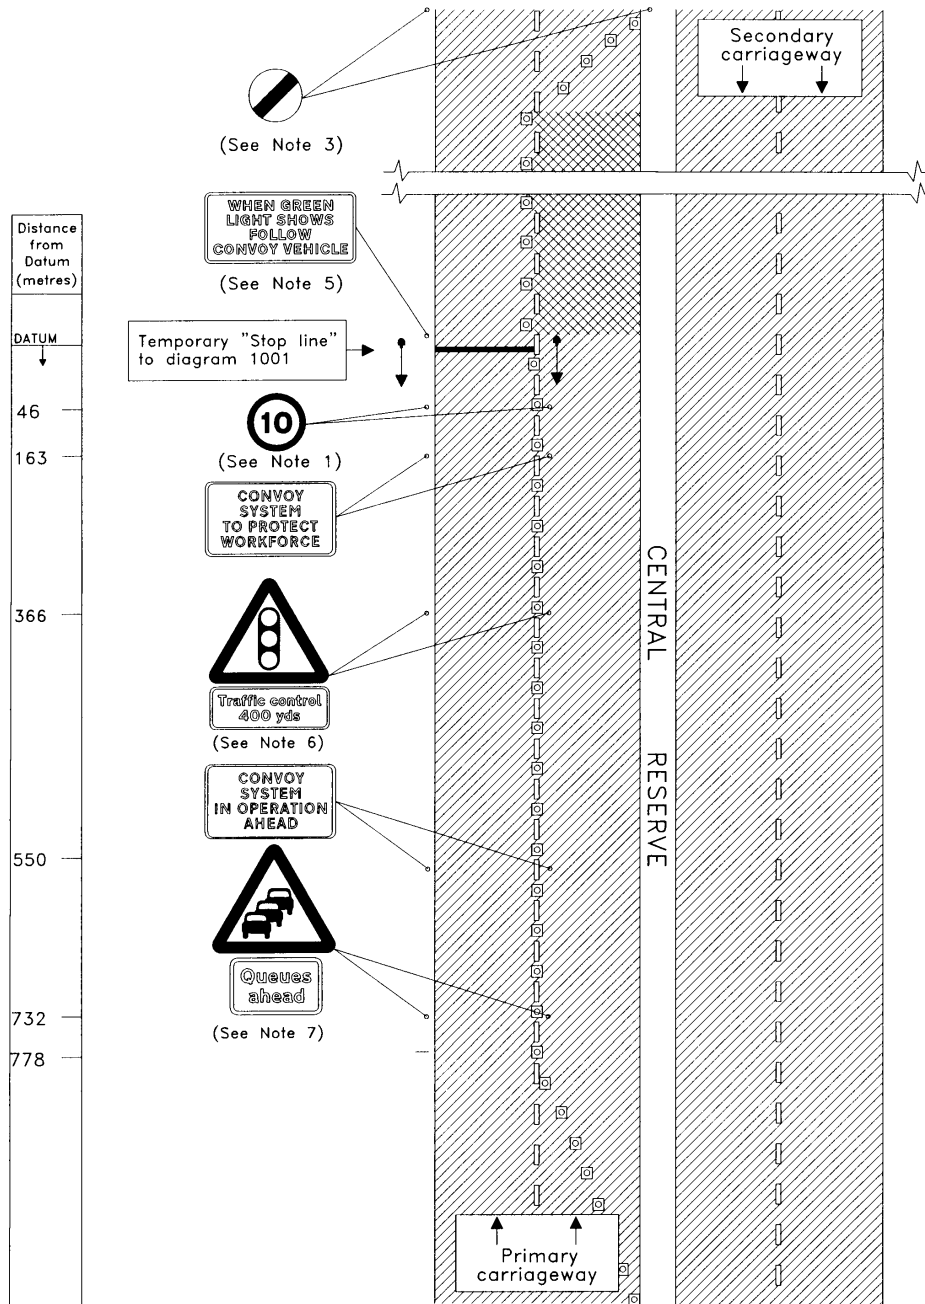 Secondary
carriageway
(See Note 3)
WHEN GREEN
LIGHT SHOWS
FOLLOW
CONVOY VEHICLE
(See Note 5)
Distance
from
Datum
(metres)
DATUM
Temporary "Stop line"
to diagram 1001
46
10
(See Note 1)
163
CONVOY
SYSTEM
TO PROTECT
WORKFORCE
366
Traffic control
400 yds
(See Note 6)
CENTRAL RESERVE
CONVOY
SYSTEM
IN OPERATION
AHEAD
550
Queues
ahead
(See Note 7)
732
778
Primary
carriageway